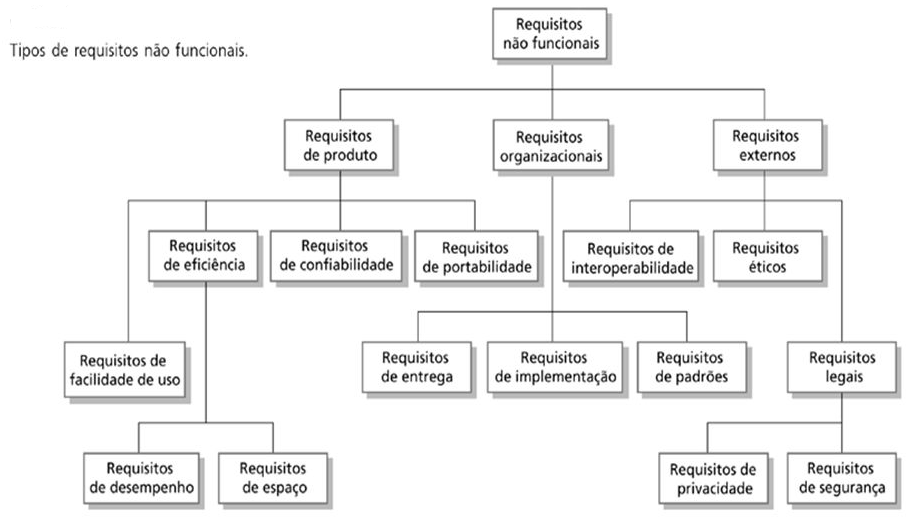 Requisitos
não funcionais
Tipos de requisitos não funcionais.
Requisitos
de produto
Requisitos
organizacionais
Requisitos
externos
Requisitos
de eficiência
Requisitos
de confiabilidade
Requisitos
de portabilidade
Requisitos de
interoperabilidade
Requisitos
éticos
Requisitos de
facilidade de uso
Requisitos
de entrega
Requisitos
de implementação
Requisitos
de padrões
Requisitos
legais
Requisitos
de desempenho
Requisitos
de espaço
Requisitos de
privacidade
Requisitos
de segurança